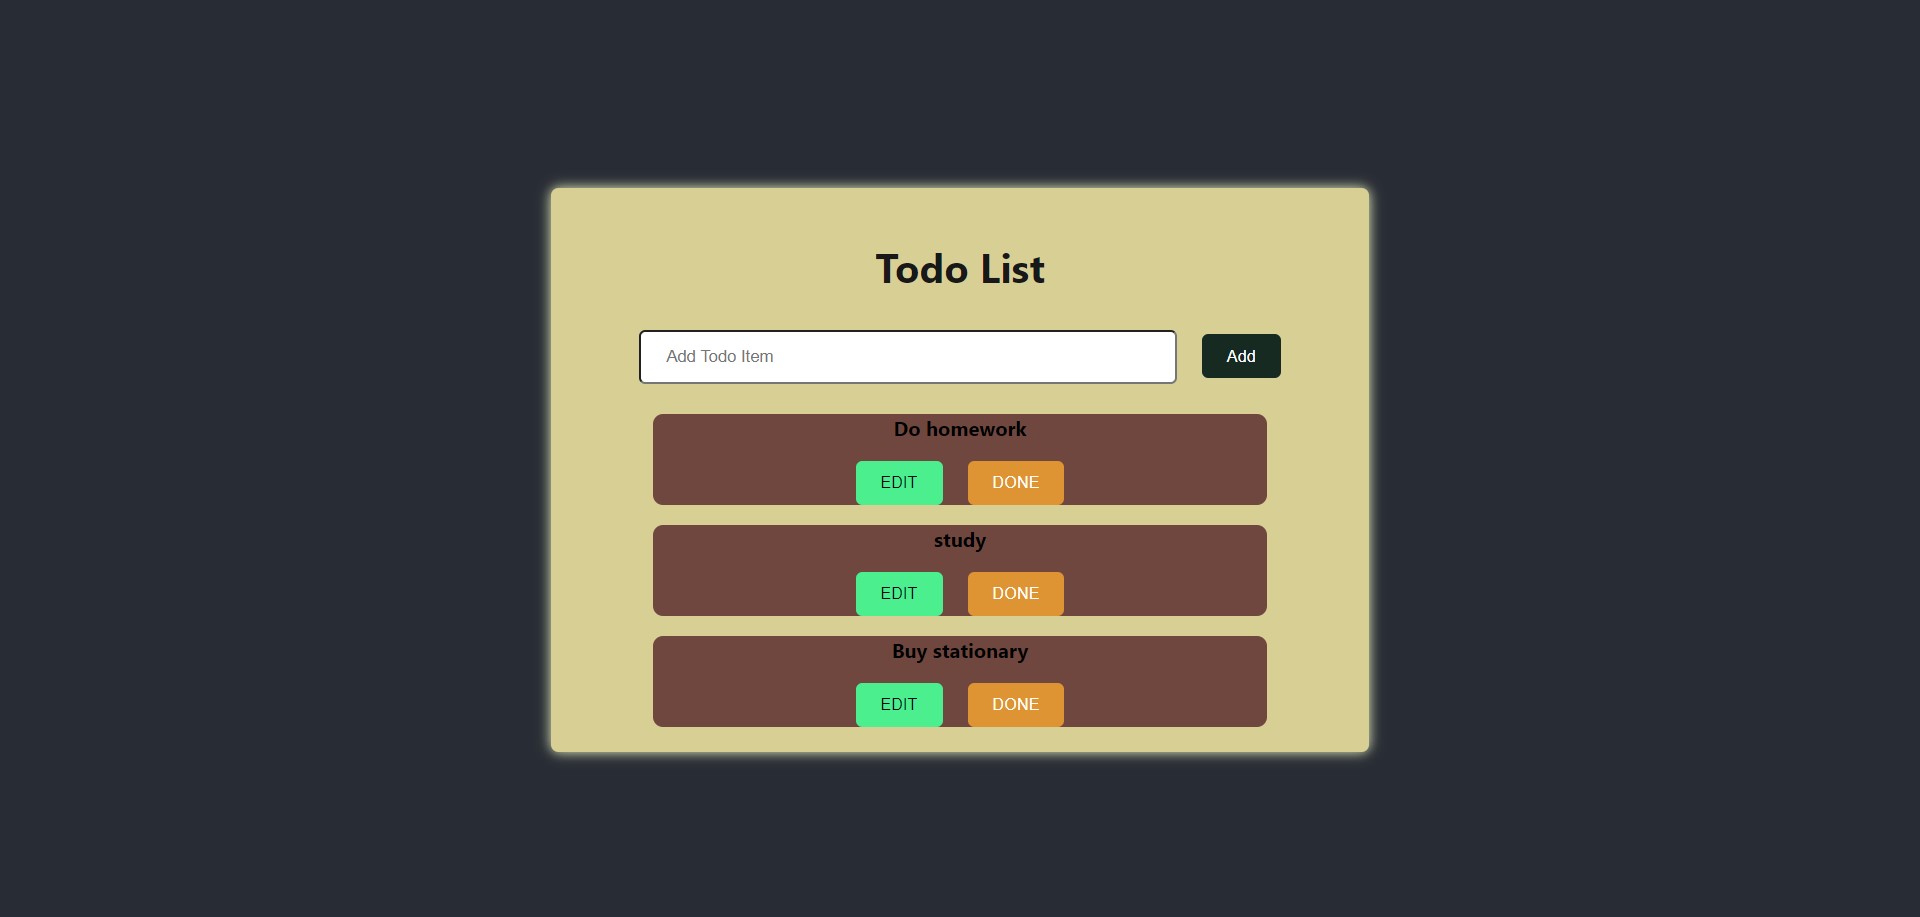 Todo List
Add Todo Item
Add
Do homework
EDIT DONE
study
EDIT DONE
Buy stationary
EDIT DONE